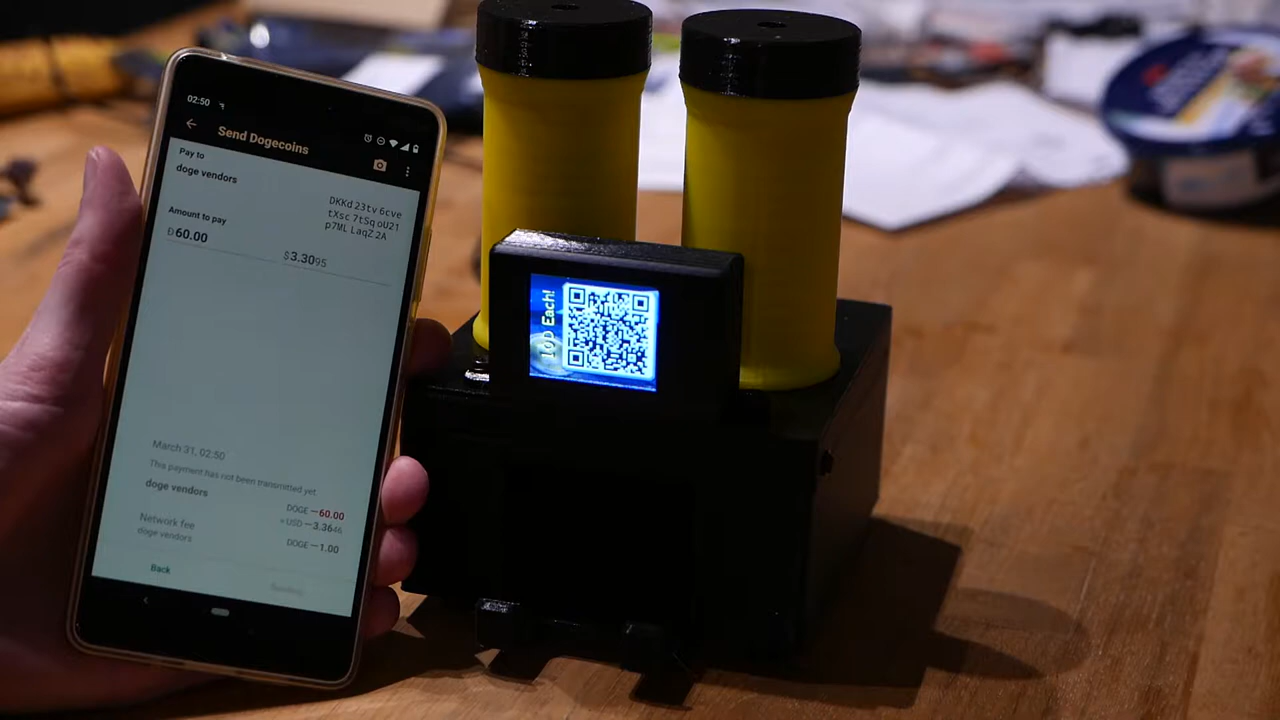 02:50
Send Dogecoins
Pay to
doge vendors
DKKd 23tv 6cve
tXsc 7tSq oU21
p7ML LaqZ 2A
Amount to pay
Ð60.00
$3.3095
March 31, 02:50
This payment has not been transmitted yet
doge vendors
DOGE −60.00
≈ USD −3.3646
Network fee
doge vendors
DOGE −1.00
Back
10Ð Each!